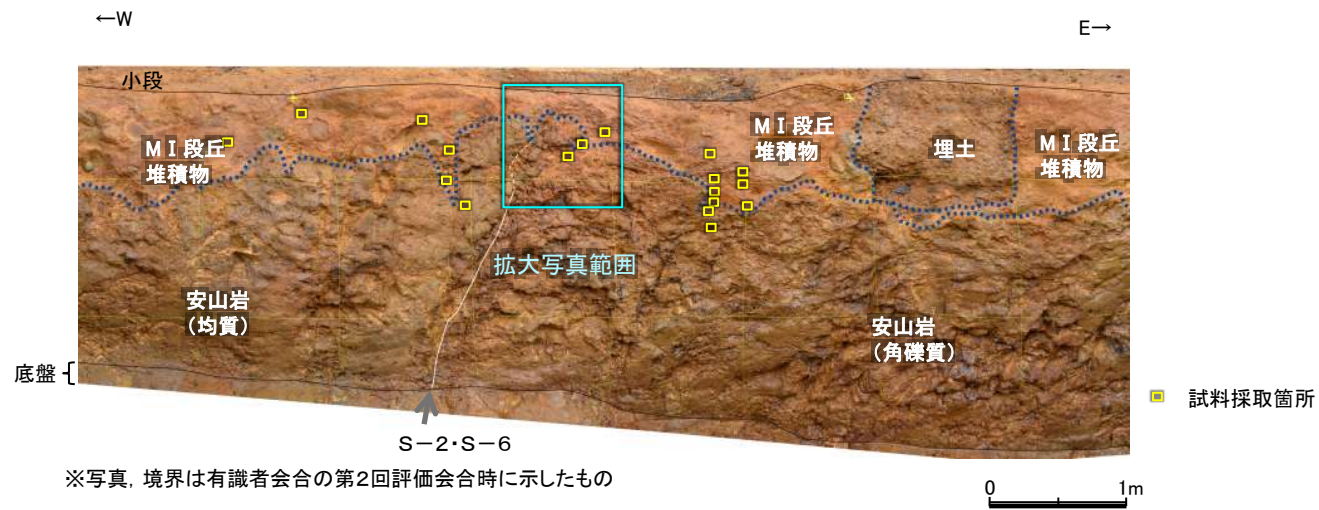 ←W
E→
小段
MⅠ段丘
堆積物
MⅠ段丘
堆積物
埋土
MⅠ段丘
堆積物
拡大写真範囲
安山岩
(均質)
安山岩
(角礫質)
底盤
試料採取箇所
S-2・S-6
※写真,境界は有識者会合の第2回評価会合時に示したもの
0
1m